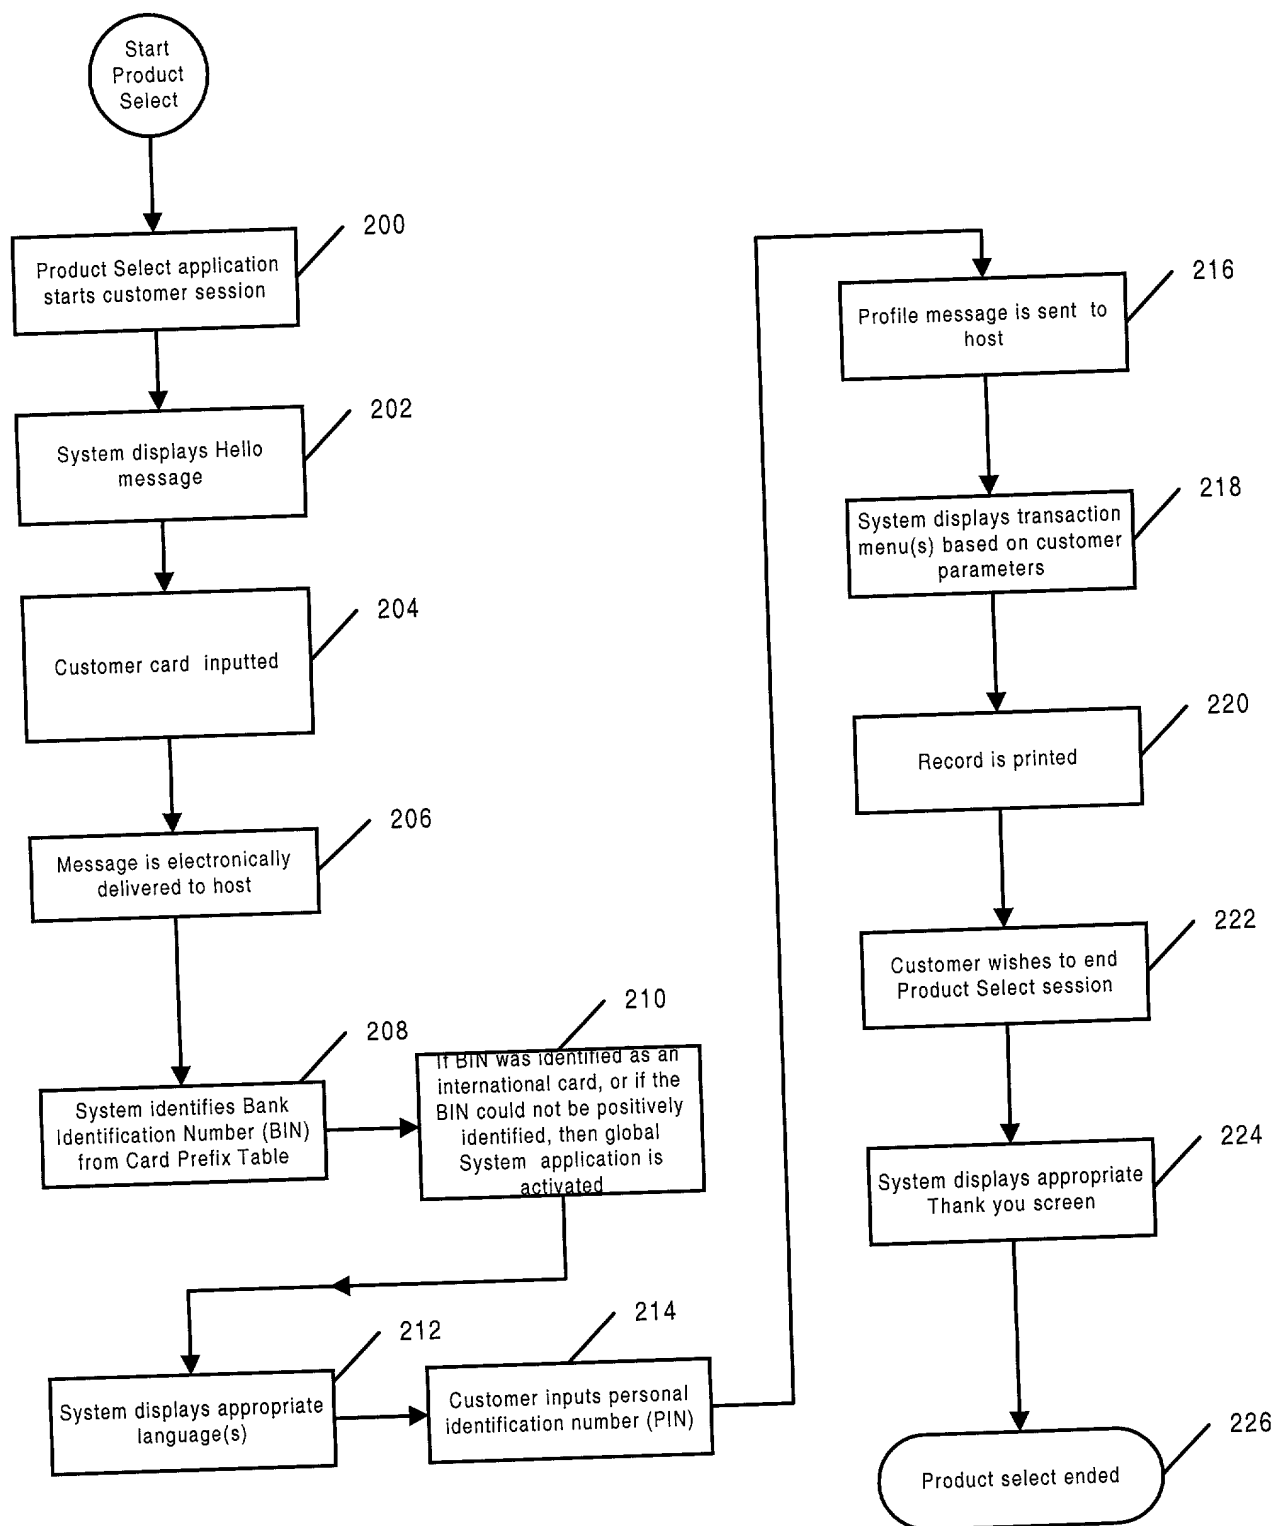 Start
Product
Select
200
Product Select application
starts customer session
202
System displays Hello
message
204
Customer card inputted
206
Message is electronically
delivered to host
208
System identifies Bank
Identification Number (BIN)
from Card Prefix Table
210
If BIN was identified as an
international card, or if the
BIN could not be positively
identified, then global
System application is
activated
212
System displays appropriate
language(s)
214
Customer inputs personal
identification number (PIN)
216
Profile message is sent to
host
218
System displays transaction
menu(s) based on customer
parameters
220
Record is printed
222
Customer wishes to end
Product Select session
224
System displays appropriate
Thank you screen
226
Product select ended